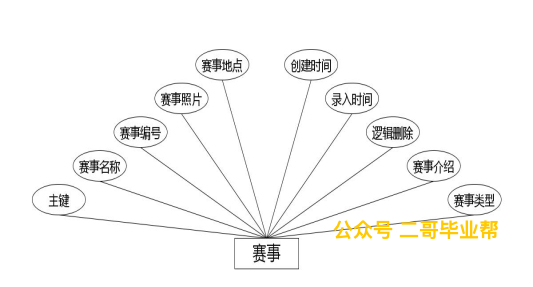 赛事地点
创建时间
赛事照片
录入时间
赛事编号
逻辑删除
赛事名称
赛事介绍
主键
赛事类型
公众号 二哥毕业帮
赛事